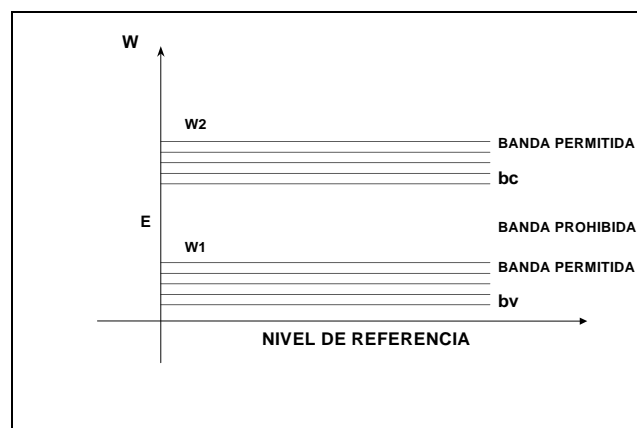 W
W2
BANDA PERMITIDA
bc
E
BANDA PROHIBIDA
W1
BANDA PERMITIDA
bv
NIVEL DE REFERENCIA